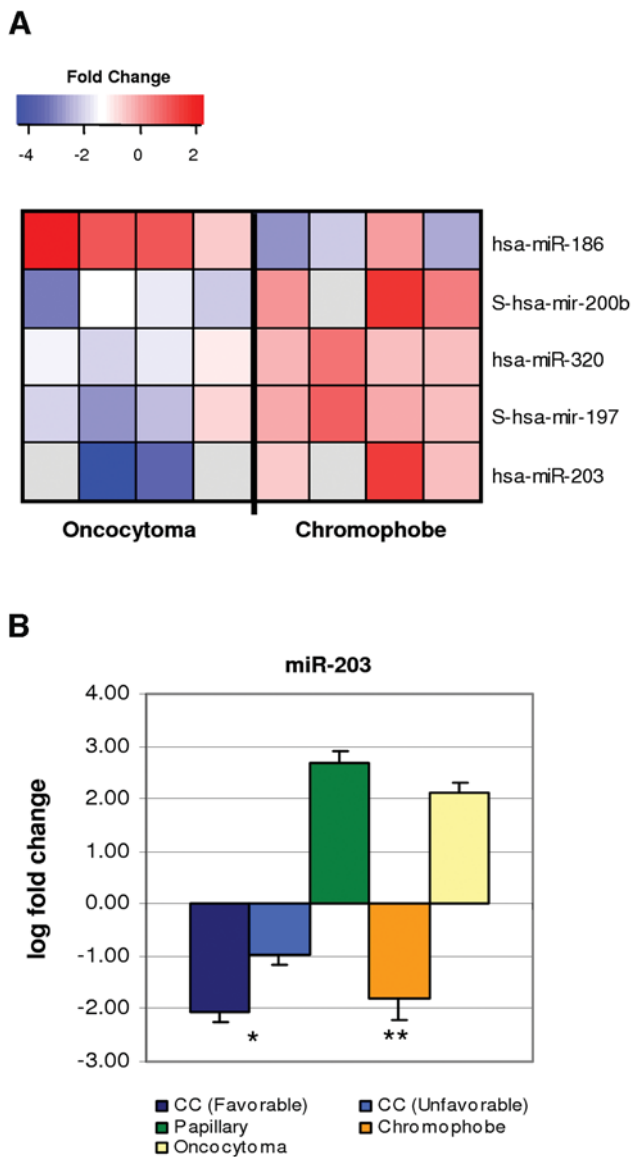 A
Fold Change
-4 -2 0 2
hsa-miR-186
S-hsa-mir-200b
hsa-miR-320
S-hsa-mir-197
hsa-miR-203
Oncocytoma Chromophobe
B
miR-203
log fold change
4.00
3.00
2.00
1.00
0.00
-1.00
-2.00
-3.00
* **
CC (Favorable) CC (Unfavorable)
Papillary Chromophobe
Oncocytoma